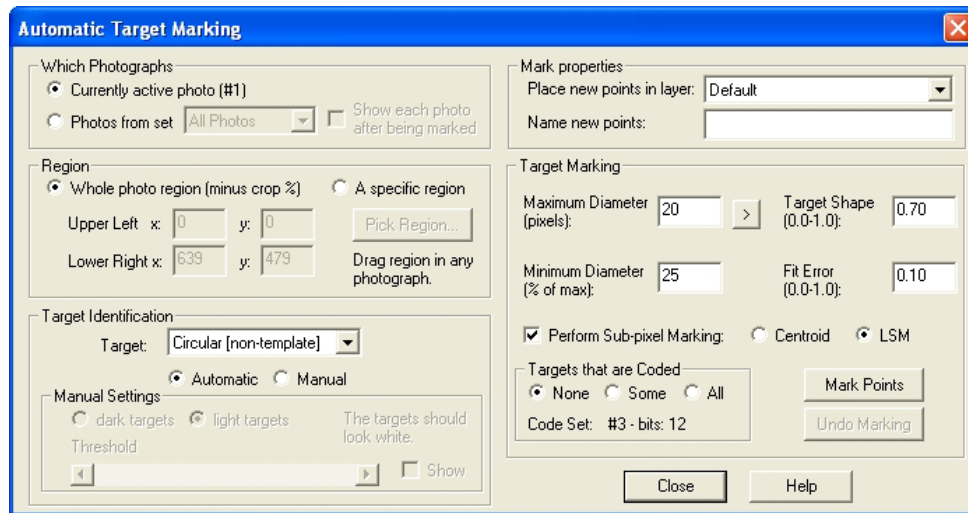 Automatic Target Marking
Which Photographs
Currently active photo (#1)
Photos from set All Photos
Show each photo
after being marked
Region
Whole photo region (minus crop %) A specific region
Upper Left x: 0 y: 0 Pick Region...
Lower Right x: 639 y: 479 Drag region in any
photograph.
Target Identification
Target: Circular [non-template]
Automatic Manual
Manual Settings
dark targets light targets The targets should
look white.
Threshold
Show
Mark properties
Place new points in layer: Default
Name new points:
Target Marking
Maximum Diameter
(pixels): 20 > Target Shape
(0.0-1.0): 0.70
Minimum Diameter
(% of max): 25 Fit Error
(0.0-1.0): 0.10
Perform Sub-pixel Marking: Centroid LSM
Targets that are Coded
None Some All
Code Set: #3 - bits: 12
Mark Points
Undo Marking
Close Help